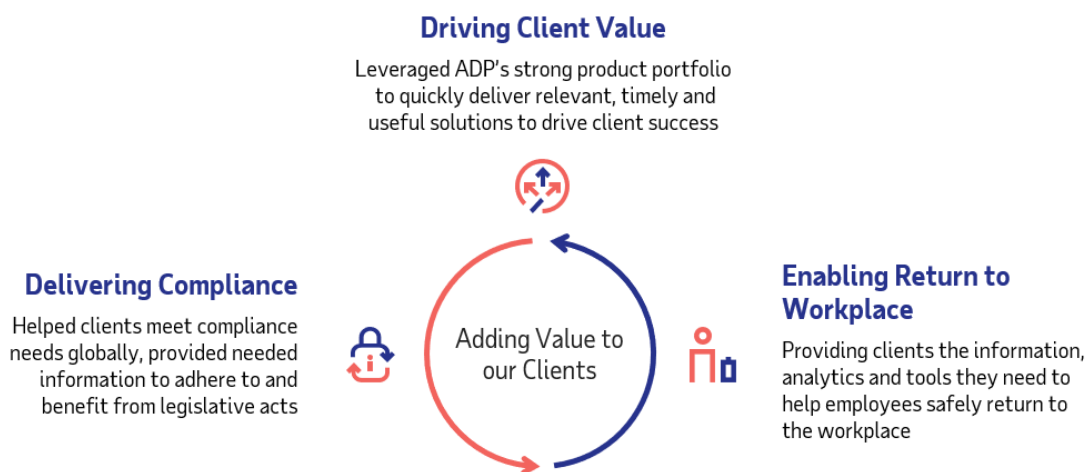 Driving Client Value
Leveraged ADP's strong product portfolio
to quickly deliver relevant, timely and
useful solutions to drive client success
Delivering Compliance
Helped clients meet compliance
needs globally, provided needed
information to adhere to and
benefit from legislative acts
Adding Value to
our Clients
Enabling Return to
Workplace
Providing clients the information,
analytics and tools they need to
help employees safely return to
the workplace